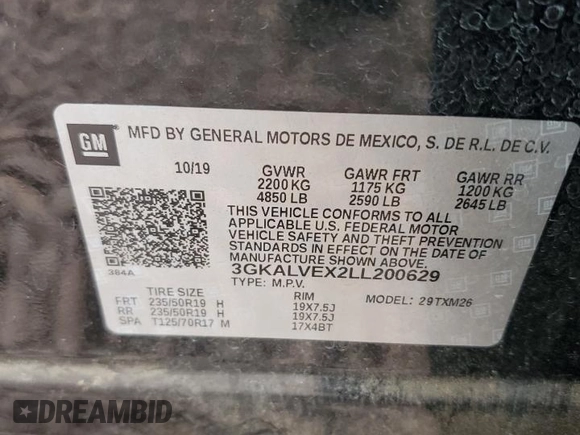 GM
MFD BY GENERAL MOTORS DE MEXICO, S. DE R.L. DE C.V.
10/19 GVWR GAWR FRT GAWR RR
2200 KG 1175 KG 1200 KG
4850 LB 2590 LB 2645 LB
THIS VEHICLE CONFORMS TO ALL
APPLICABLE U.S. FEDERAL MOTOR
VEHICLE SAFETY AND THEFT PREVENTION
STANDARDS IN EFFECT ON THE DATE OF
MANUFACTURE SHOWN ABOVE.
384A
3GKALVEX2LL200629
TYPE: M.P.V.
TIRE SIZE RIM MODEL: 29TXM26
FRT 235/50R19 H 19X7.5J
RR 235/50R19 H 19X7.5J
SPA T125/70R17 M 17X4BT
DREAMBID